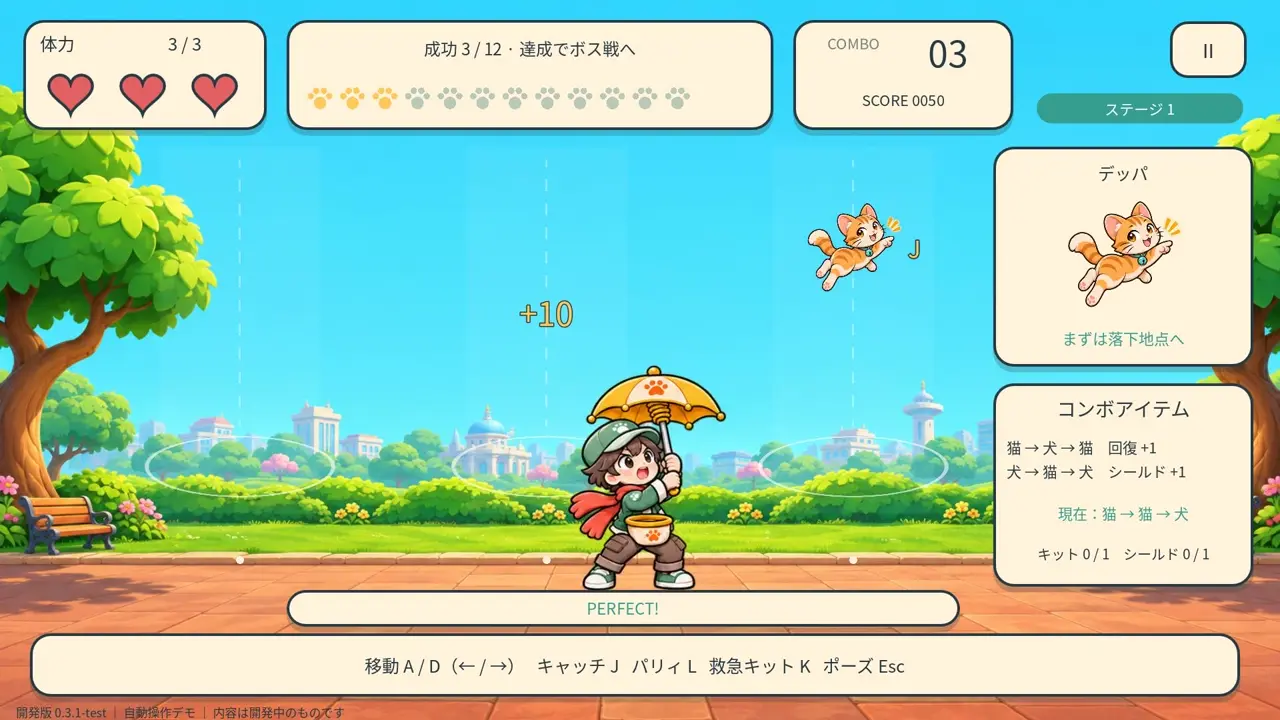 体力 3 / 3
成功 3 / 12 · 達成でボス戦へ
COMBO 03
SCORE 0050
II
ステージ 1
デッパ
J
+10
まずは落下地点へ
コンボアイテム
猫 → 犬 → 猫 回復 +1
犬 → 猫 → 犬 シールド +1
現在：猫 → 猫 → 犬
キット 0 / 1 シールド 0 / 1
PERFECT!
移動 A / D（← / →） キャッチ J パリィ L 救急キット K ポーズ Esc
開発版 0.3.1-test ｜ 自動操作デモ ｜ 内容は開発中のものです